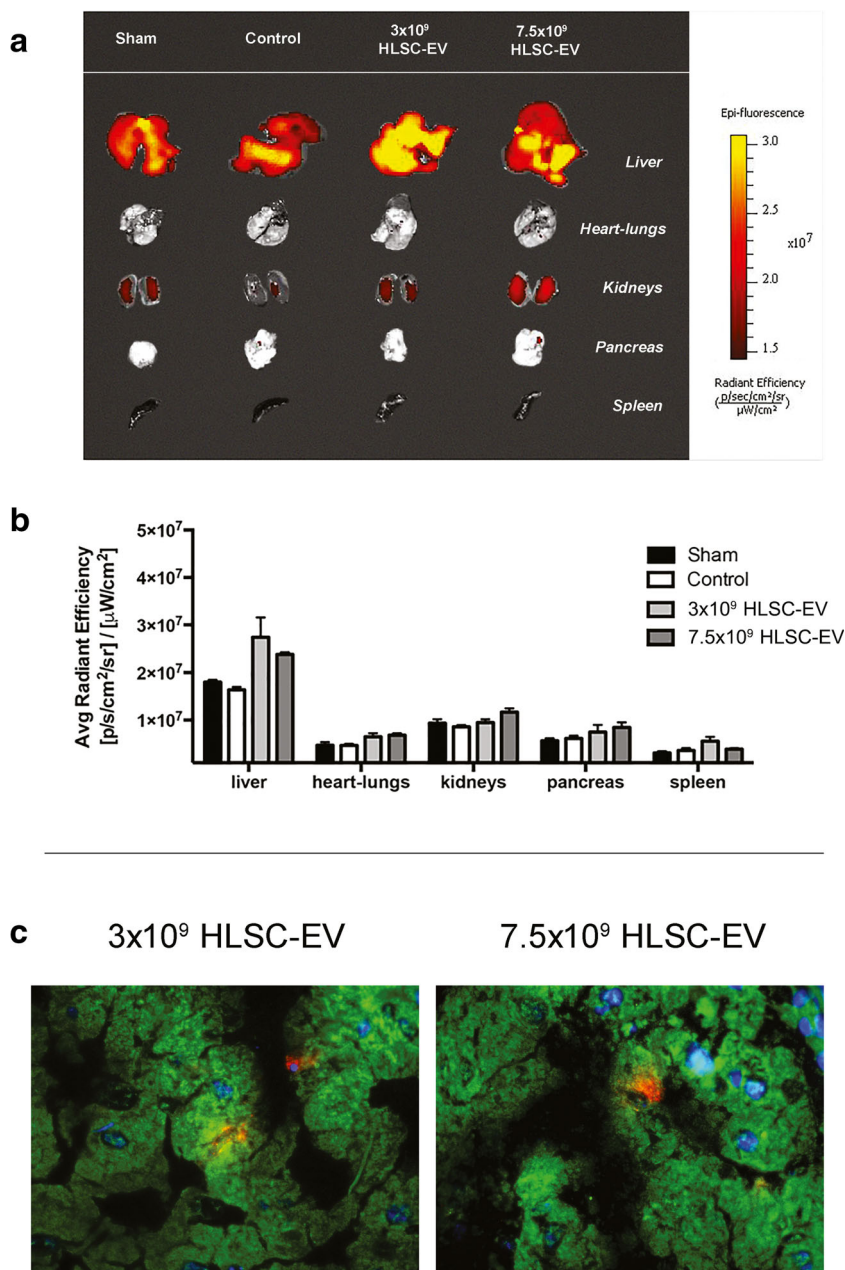 a
Sham
Control
3x10⁹
HLSC-EV
7.5x10⁹
HLSC-EV
Liver
Heart-lungs
Kidneys
Pancreas
Spleen
Epi-fluorescence
3.0
2.5
x10⁷
2.0
1.5
Radiant Efficiency
(p/sec/cm²/sr / µW/cm²)
b
Avg Radiant Efficiency
[p/s/cm²/sr] / [µW/cm²]
5×10⁷
4×10⁷
3×10⁷
2×10⁷
1×10⁷
liver
heart-lungs
kidneys
pancreas
spleen
Sham
Control
3x10⁹ HLSC-EV
7.5x10⁹ HLSC-EV
c
3x10⁹ HLSC-EV
7.5x10⁹ HLSC-EV